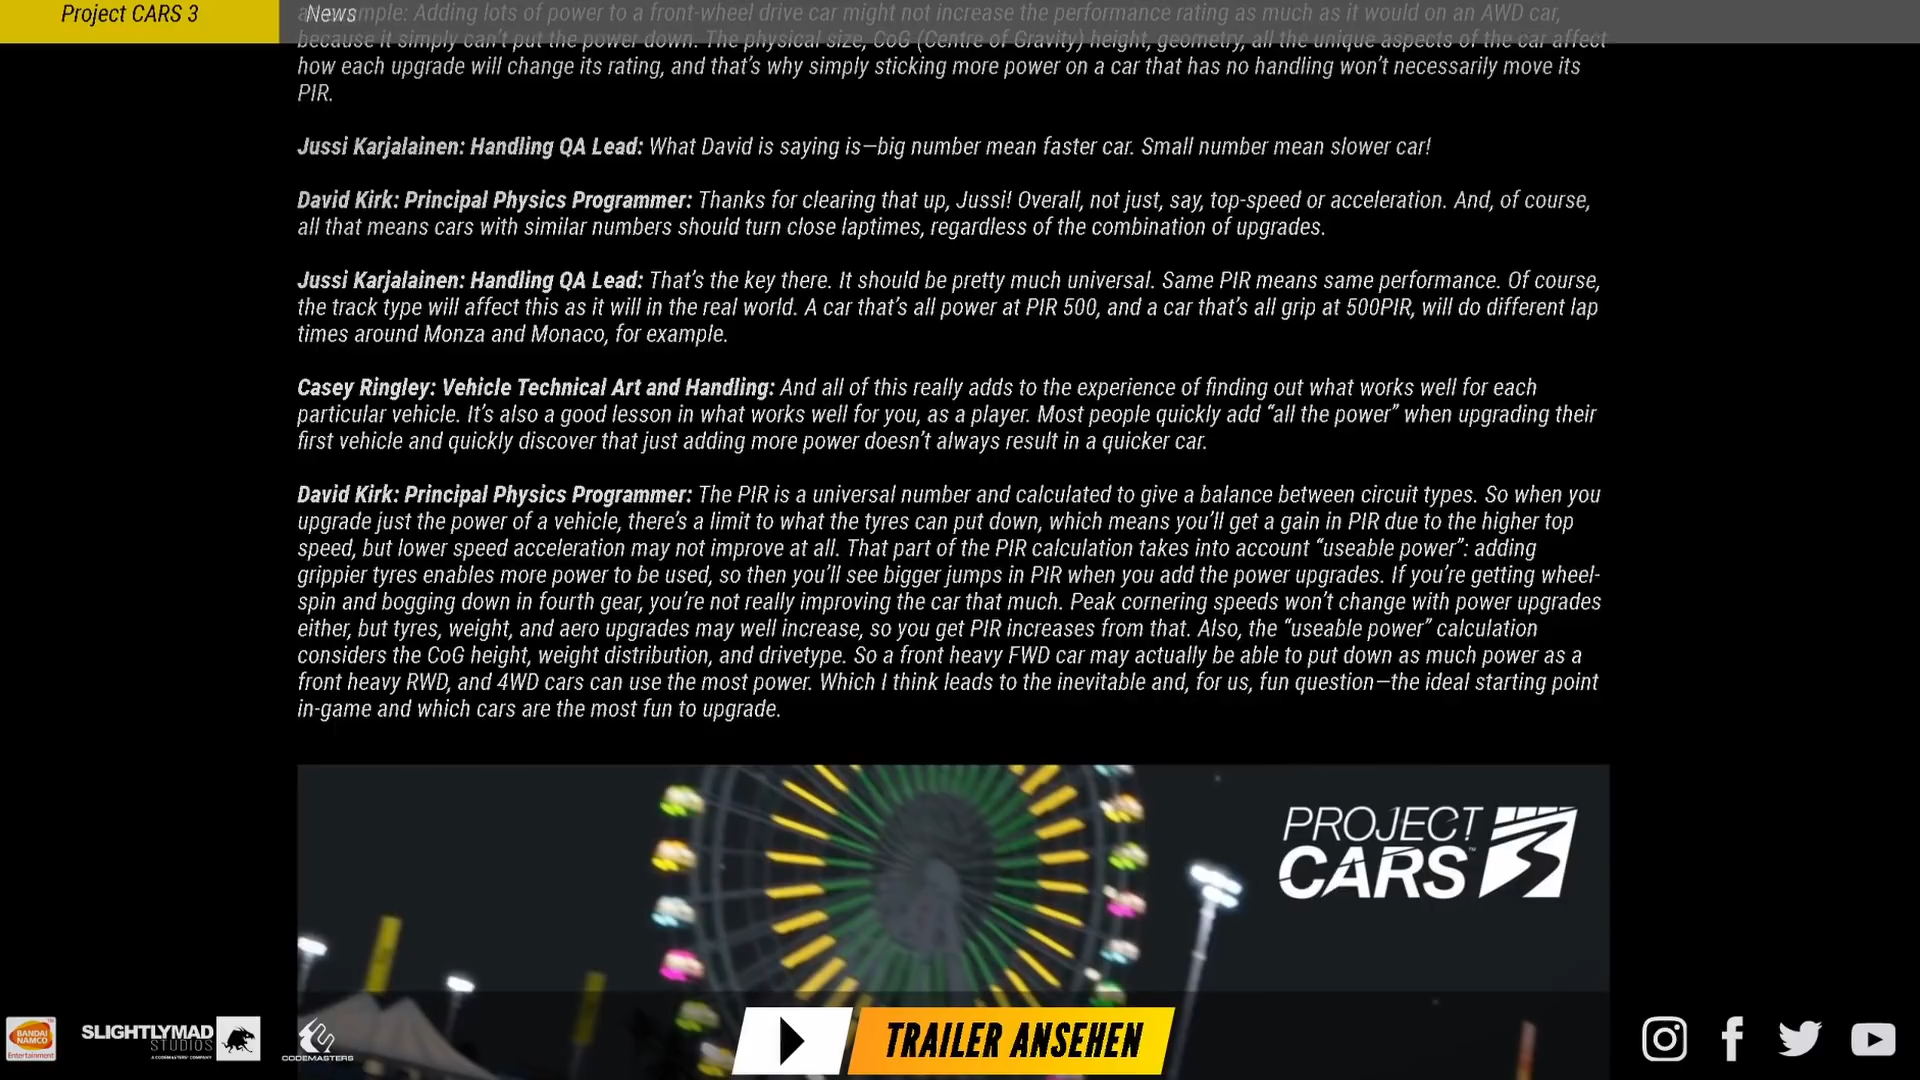 Project CARS 3
News
mple: Adding lots of power to a front-wheel drive car might not increase the performance rating as much as it would on an AWD car,
because it simply can't put the power down. The physical size, CoG (Centre of Gravity) height, geometry, all the unique aspects of the car affect
how each upgrade will change its rating, and that's why simply sticking more power on a car that has no handling won't necessarily move its
PIR.
Jussi Karjalainen: Handling QA Lead: What David is saying is—big number mean faster car. Small number mean slower car!
David Kirk: Principal Physics Programmer: Thanks for clearing that up, Jussi! Overall, not just, say, top-speed or acceleration. And, of course,
all that means cars with similar numbers should turn close laptimes, regardless of the combination of upgrades.
Jussi Karjalainen: Handling QA Lead: That's the key there. It should be pretty much universal. Same PIR means same performance. Of course,
the track type will affect this as it will in the real world. A car that's all power at PIR 500, and a car that's all grip at 500PIR, will do different lap
times around Monza and Monaco, for example.
Casey Ringley: Vehicle Technical Art and Handling: And all of this really adds to the experience of finding out what works well for each
particular vehicle. It's also a good lesson in what works well for you, as a player. Most people quickly add “all the power” when upgrading their
first vehicle and quickly discover that just adding more power doesn't always result in a quicker car.
David Kirk: Principal Physics Programmer: The PIR is a universal number and calculated to give a balance between circuit types. So when you
upgrade just the power of a vehicle, there's a limit to what the tyres can put down, which means you'll get a gain in PIR due to the higher top
speed, but lower speed acceleration may not improve at all. That part of the PIR calculation takes into account “useable power”: adding
grippier tyres enables more power to be used, so then you'll see bigger jumps in PIR when you add the power upgrades. If you're getting wheel-
spin and bogging down in fourth gear, you're not really improving the car that much. Peak cornering speeds won't change with power upgrades
either, but tyres, weight, and aero upgrades may well increase, so you get PIR increases from that. Also, the “useable power” calculation
considers the CoG height, weight distribution, and drivetype. So a front heavy FWD car may actually be able to put down as much power as a
front heavy RWD, and 4WD cars can use the most power. Which I think leads to the inevitable and, for us, fun question—the ideal starting point
in-game and which cars are the most fun to upgrade.
PROJECT
CARS 3
BANDAI
NAMCO
Entertainment
SLIGHTLYMAD
STUDIOS
A CODEMASTERS COMPANY
CODEMASTERS
TRAILER ANSEHEN